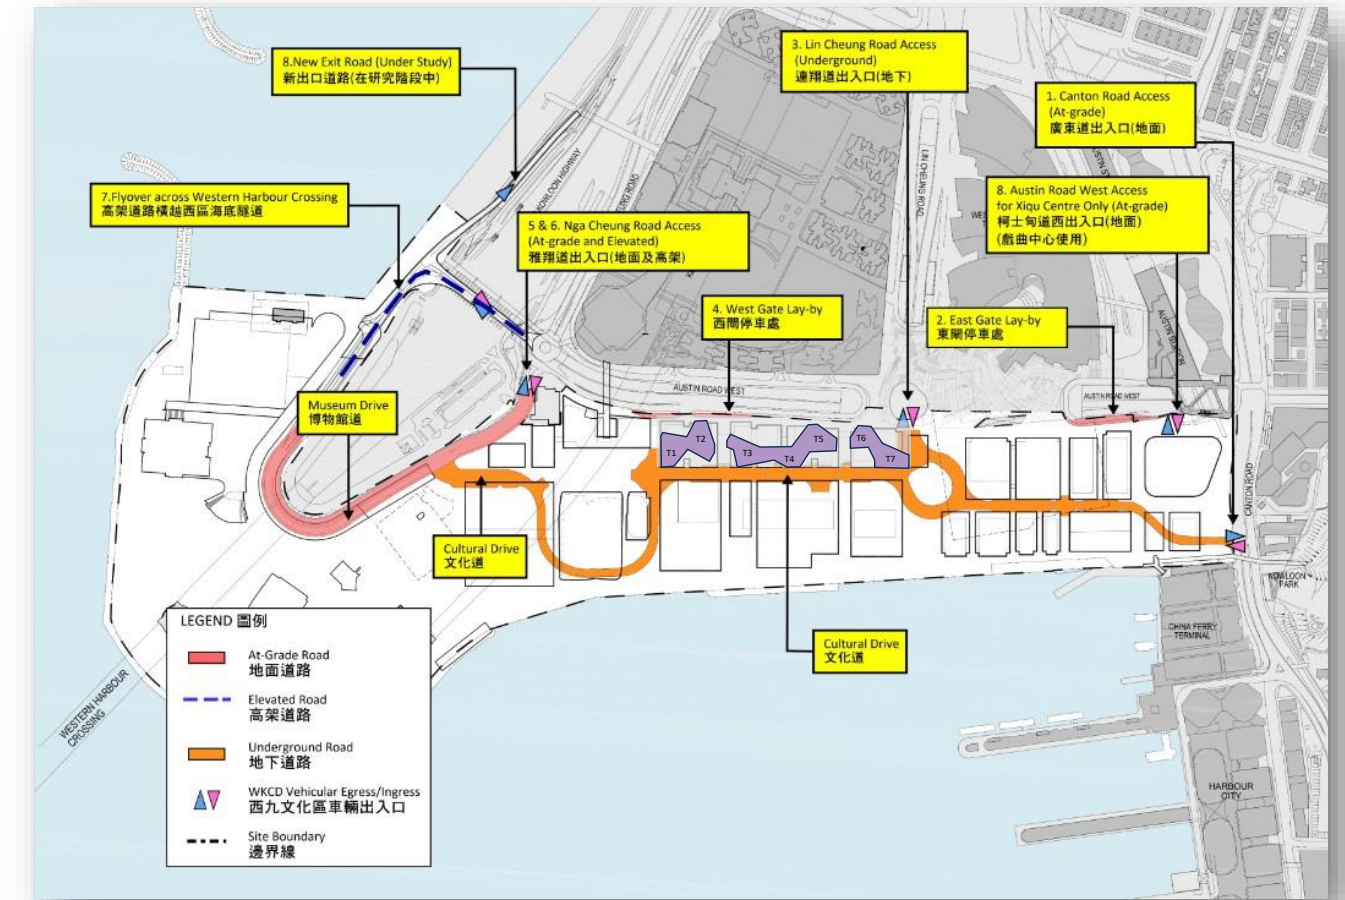 8.New Exit Road (Under Study)
新出口道路(在研究階段中)
3. Lin Cheung Road Access
(Underground)
連翔道出入口(地下)
1. Canton Road Access
(At-grade)
廣東道出入口(地面)
7.Flyover across Western Harbour Crossing
高架道路橫越西區海底隧道
5 & 6. Nga Cheung Road Access
(At-grade and Elevated)
雅翔道出入口(地面及高架)
8. Austin Road West Access
for Xiqu Centre Only (At-grade)
柯士甸道西出入口(地面)
(戲曲中心使用)
4. West Gate Lay-by
西閘停車處
2. East Gate Lay-by
東閘停車處
KOWLOON HIGHWAY
LIN CHEUNG ROAD
AUSTIN STATION
AUSTIN ROAD WEST
AUSTIN ROAD WEST
Museum Drive
博物館道
T1
T2
T3
T4
T5
T6
T7
CANTON ROAD
Cultural Drive
文化道
Cultural Drive
文化道
KOWLOON
PARK
CHINA FERRY
TERMINAL
HARBOUR
CITY
WESTERN HARBOUR
CROSSING
LEGEND 圖例
At-Grade Road
地面道路
Elevated Road
高架道路
Underground Road
地下道路
WKCD Vehicular Egress/Ingress
西九文化區車輛出入口
Site Boundary
邊界線